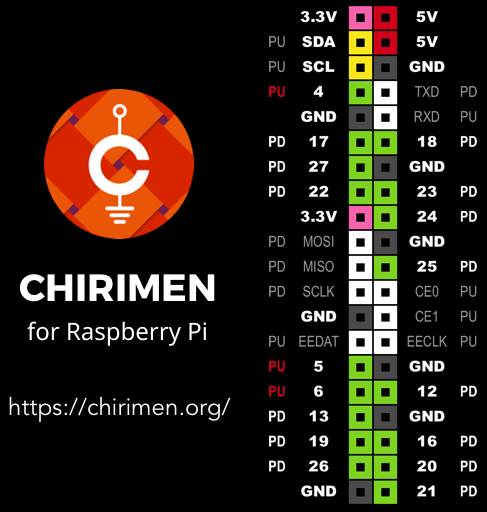 CHIRIMEN
for Raspberry Pi
https://chirimen.org/
3.3V 5V
PU SDA 5V
PU SCL GND
PU 4 TXD PD
GND RXD PU
PD 17 18 PD
PD 27 GND
PD 22 23 PD
3.3V 24 PD
PD MOSI GND
PD MISO 25 PD
PD SCLK CE0 PU
GND CE1 PU
PU EEDAT EECLK PU
PU 5 GND
PU 6 12 PD
PD 13 GND
PD 19 16 PD
PD 26 20 PD
GND 21 PD